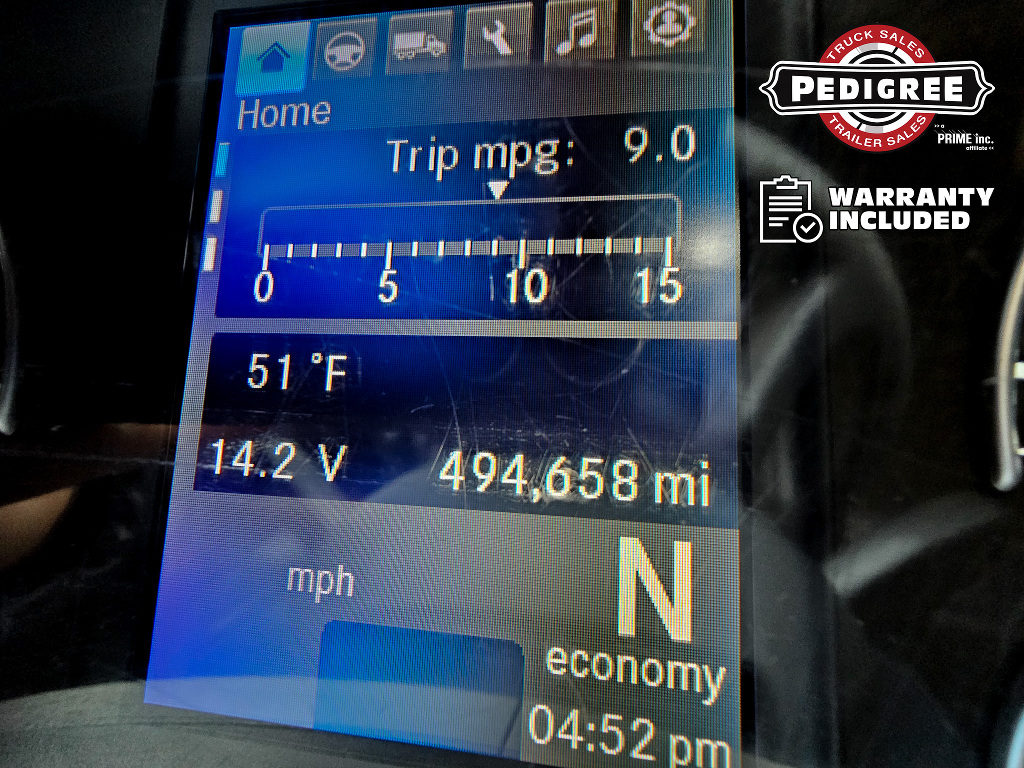 Home
Trip mpg: 9.0
0 5 10 15
51 °F
14.2 V 494,658 mi
mph
N
economy
04:52 pm
TRUCK SALES
PEDIGREE
TRAILER SALES
>> a
PRIME inc.
affiliate <<
WARRANTY
INCLUDED